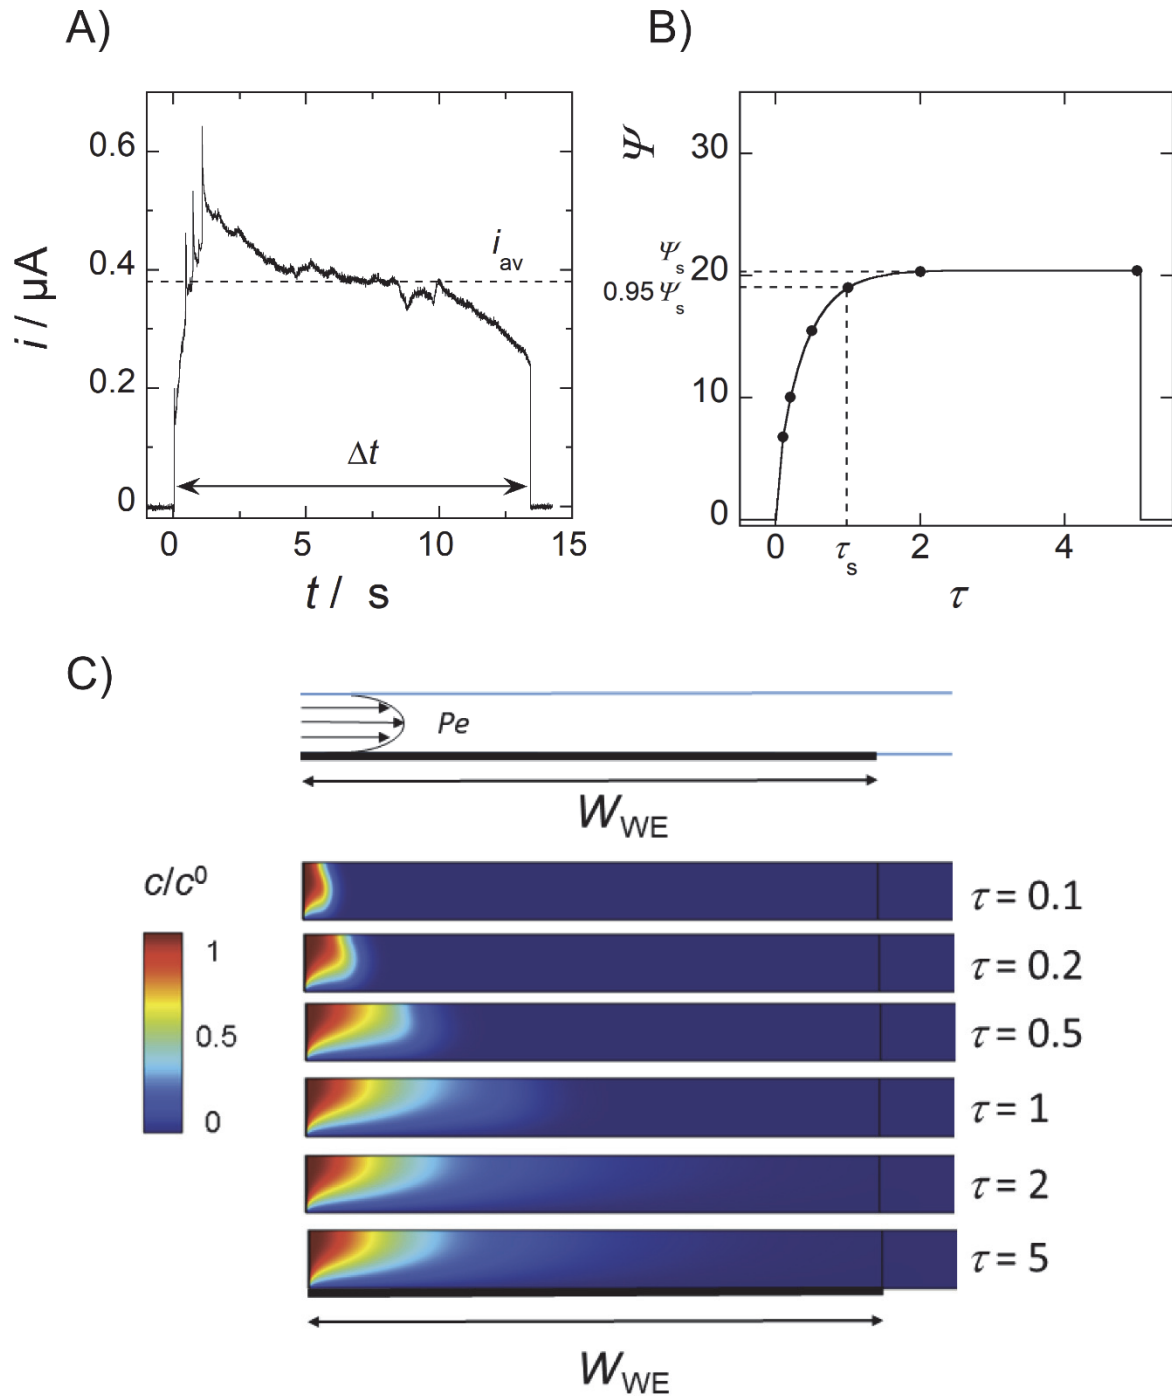 A)
B)
0.6
0.4
0.2
0
i / μA
i_av
Δt
0 5 10 15
t / s
30
20
10
0
Ψ
Ψ_s
0.95 Ψ_s
0 τ_s 2 4
τ
C)
Pe
W_WE
c/c⁰
1
0.5
0
τ = 0.1
τ = 0.2
τ = 0.5
τ = 1
τ = 2
τ = 5
W_WE